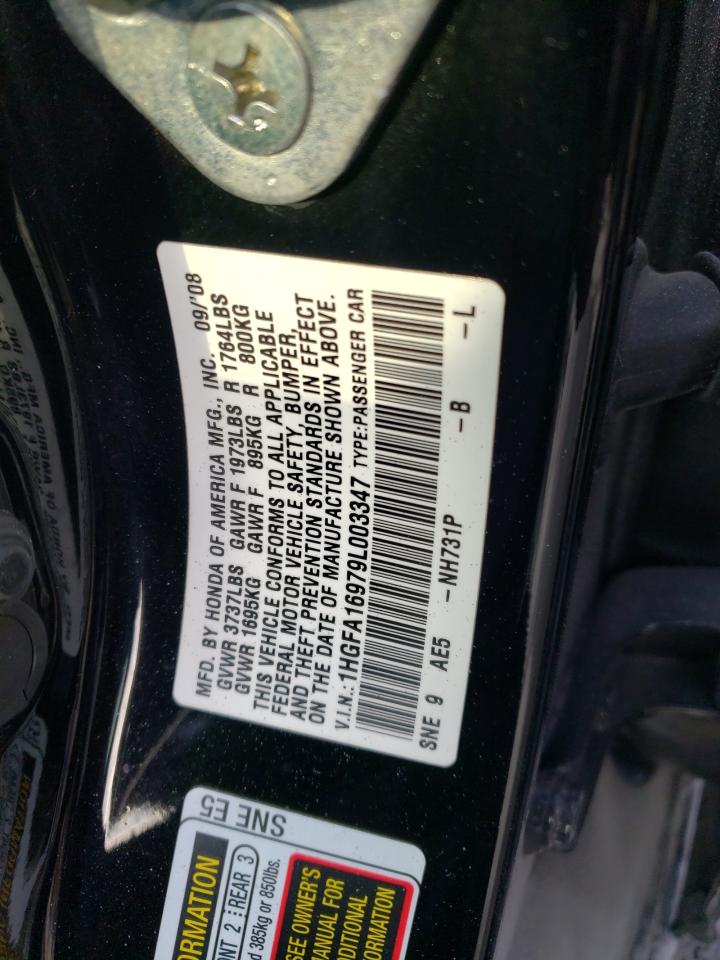 MFD. BY HONDA OF AMERICA MFG., INC. 09/'08
GVWR 3737LBS GAWR F 1973LBS R 1764LBS
GVWR 1695KG GAWR F 895KG R 800KG
THIS VEHICLE CONFORMS TO ALL APPLICABLE
FEDERAL MOTOR VEHICLE SAFETY, BUMPER,
AND THEFT PREVENTION STANDARDS IN EFFECT
ON THE DATE OF MANUFACTURE SHOWN ABOVE.
V.I.N.: 1HGFA16979L003347 TYPE:PASSENGER CAR
SNE 9 AE5 -NH731P -B -L
SNE E5
ORMATION
ONT 2 REAR 3
d 385kg or 850lbs.
SEE OWNER'S
MANUAL FOR
DDITIONAL
ORMATION